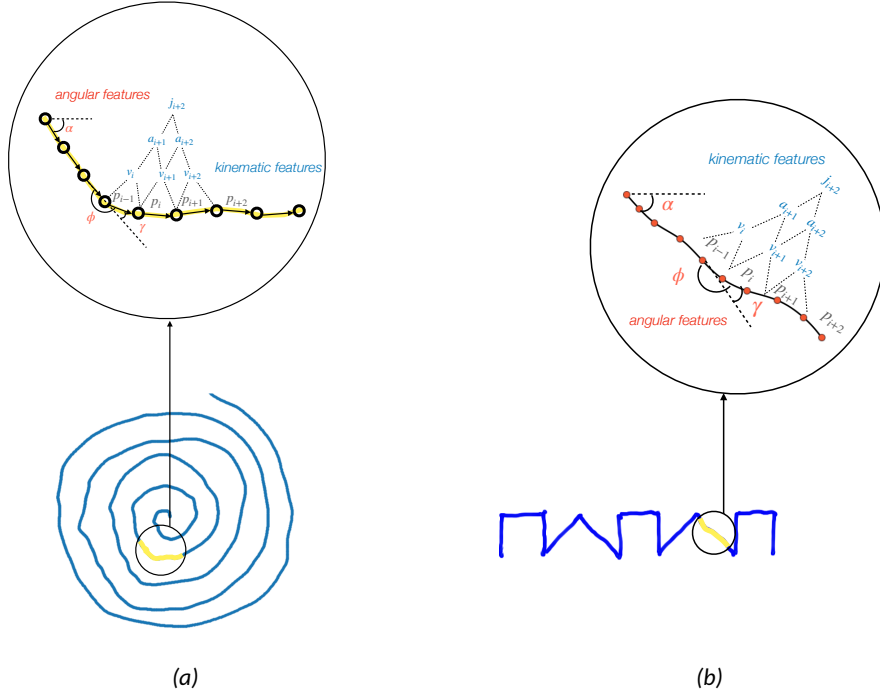 angular features
α
j_{i+2}
a_{i+1} a_{i+2}
kinematic features
v_i v_{i+1} v_{i+2}
p_{i-1} p_i p_{i+1} p_{i+2}
ϕ
γ
kinematic features
j_{i+2}
α
a_{i+1}
a_{i+2}
v_i
v_{i+1}
v_{i+2}
p_{i-1}
p_i
p_{i+1}
p_{i+2}
ϕ
γ
angular features
(a)
(b)